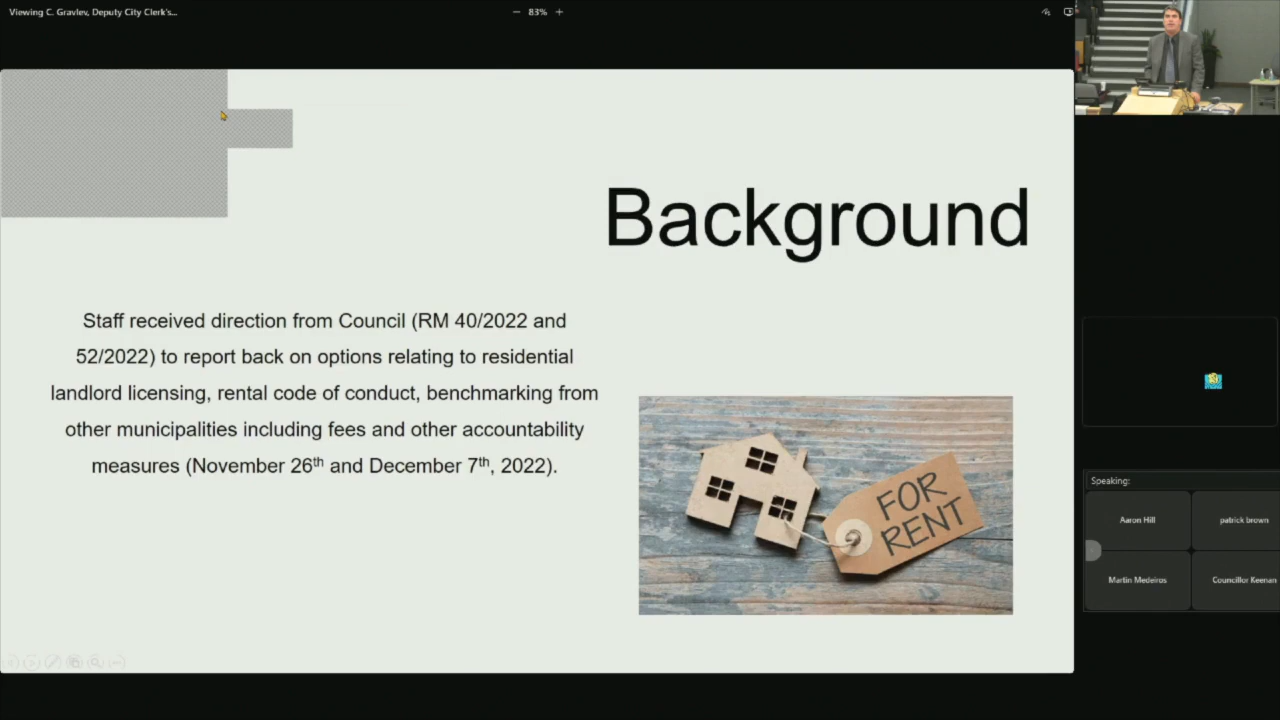 Viewing C. Gravlev, Deputy City Clerk's...
— 83% +
Background
Staff received direction from Council (RM 40/2022 and
52/2022) to report back on options relating to residential
landlord licensing, rental code of conduct, benchmarking from
other municipalities including fees and other accountability
measures (November 26th and December 7th, 2022).
FOR
RENT
Speaking:
Aaron Hill
patrick brown
Martin Medeiros
Councillor Keenan